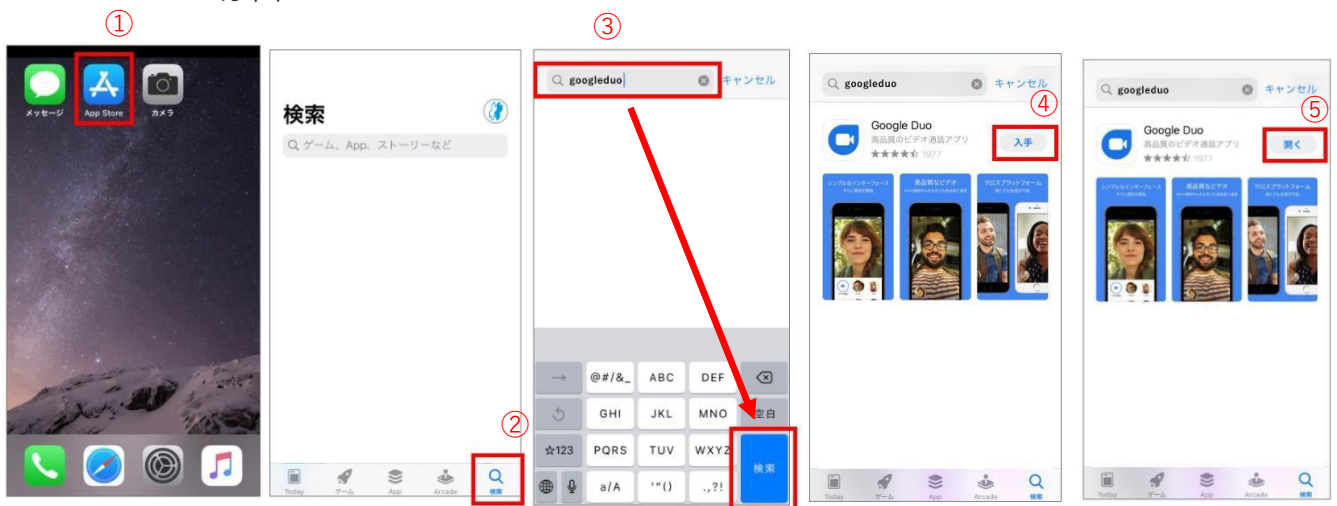 ①
メッセージ
App Store
カメラ
②
検索
ゲーム、App、ストーリーなど
Today
ゲーム
App
Arcade
検索
③
googleduo
キャンセル
→
@#/&_
ABC
DEF
GHI
JKL
MNO
空白
☆123
PQRS
TUV
WXYZ
検索
a/A
'"()
.,?!
④
googleduo
キャンセル
Google Duo
高品質のビデオ通話アプリ
1977
入手
シンプルなインターフェース
高品質なビデオ
クロスプラットフォーム
Today
ゲーム
App
Arcade
検索
⑤
googleduo
キャンセル
Google Duo
高品質のビデオ通話アプリ
1977
開く
シンプルなインターフェース
高品質なビデオ
クロスプラットフォーム
Today
ゲーム
App
Arcade
検索